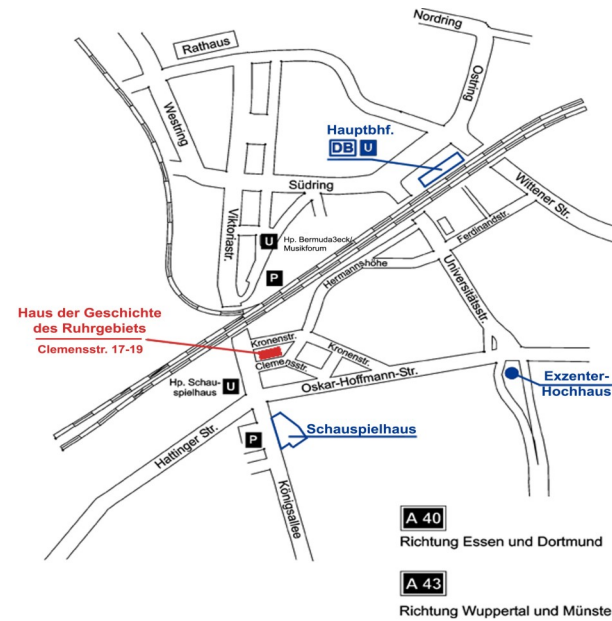 Nordring
Rathaus
Ostring
Westring
Hauptbhf.
DB U
Südring
Wittener Str.
Viktoriastr.
U Hp. Bermuda3eck/
Musikforum
Ferdinandstr.
P
Hermannshöhe
Universitätsstr.
Haus der Geschichte
des Ruhrgebiets
Clemensstr. 17-19
Kronenstr.
Kronenstr.
Clemensstr.
Hp. Schau-
spielhaus U
Oskar-Hoffmann-Str.
Exzenter-
Hochhaus
Hattinger Str.
P
Schauspielhaus
Königsallee
A 40
Richtung Essen und Dortmund
A 43
Richtung Wuppertal und Münste